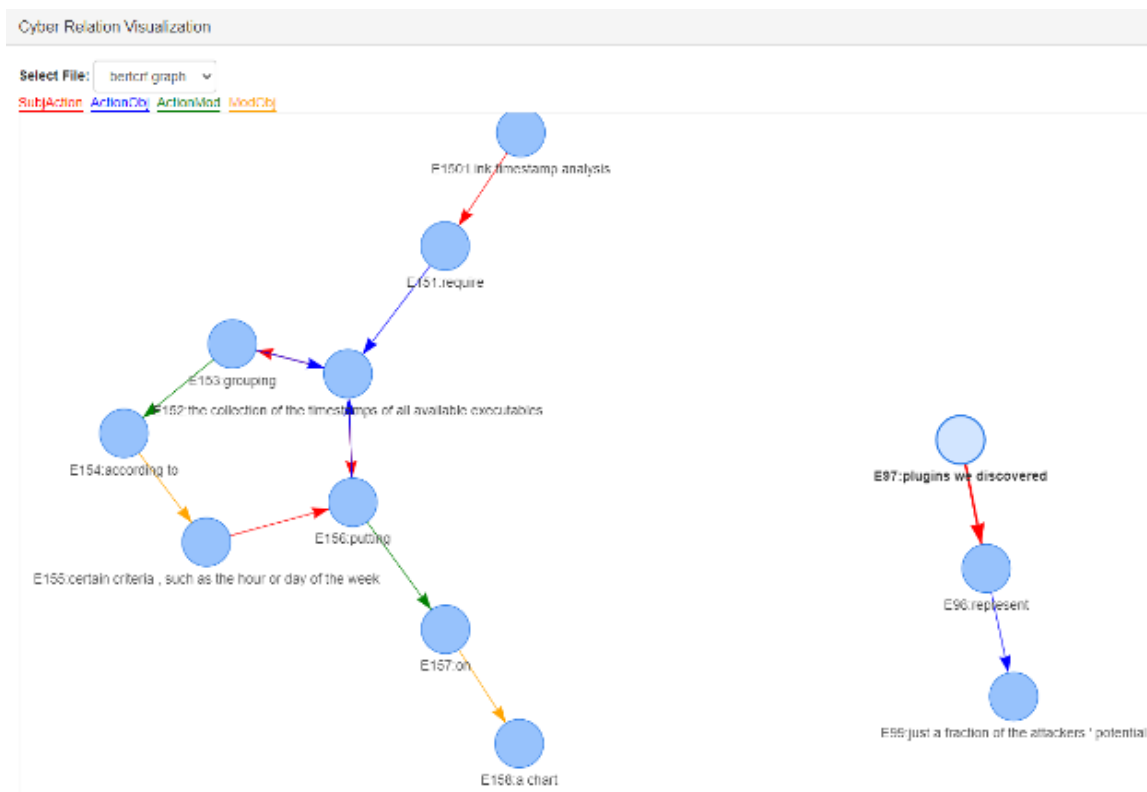 Cyber Relation Visualization
Select File: bertcrf graph
SubjAction ActionObj ActionMod ModObj
E150:Link timestamp analysis
E151:require
E153:grouping
E152:the collection of the timestamps of all available executables
E154:according to
E97:plugins we discovered
E156:putting
E155:certain criteria , such as the hour or day of the week
E98:represent
E157:on
E99:just a fraction of the attackers ' potential
E158:a chart